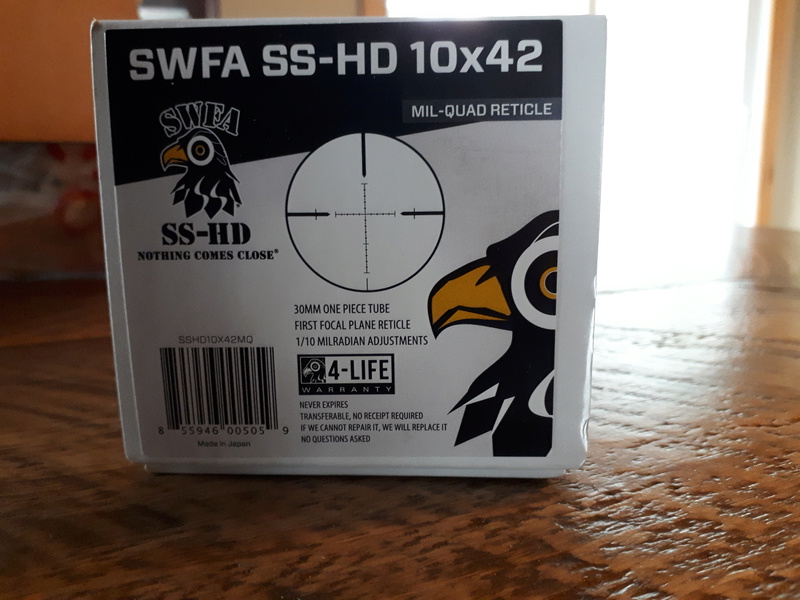 SWFA SS-HD 10x42
MIL-QUAD RETICLE
SWFA
SS-HD
NOTHING COMES CLOSE®
30MM ONE PIECE TUBE
FIRST FOCAL PLANE RETICLE
1/10 MILRADIAN ADJUSTMENTS
SSHD10X42MQ
4-LIFE
WARRANTY
NEVER EXPIRES
TRANSFERABLE, NO RECEIPT REQUIRED
IF WE CANNOT REPAIR IT, WE WILL REPLACE IT
NO QUESTIONS ASKED
8 55946 00505 9
Made in Japan